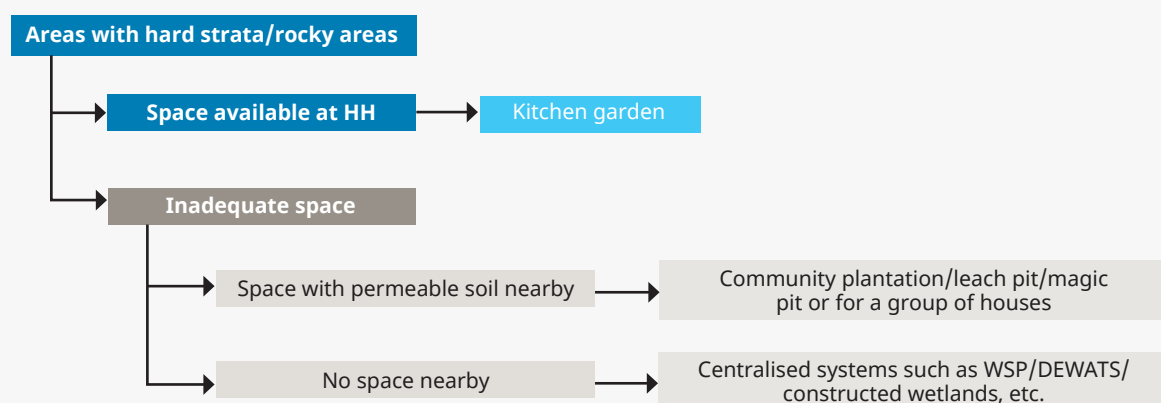 Areas with hard strata/rocky areas
Space available at HH
Kitchen garden
Inadequate space
Space with permeable soil nearby
Community plantation/leach pit/magic
pit or for a group of houses
No space nearby
Centralised systems such as WSP/DEWATS/
constructed wetlands, etc.